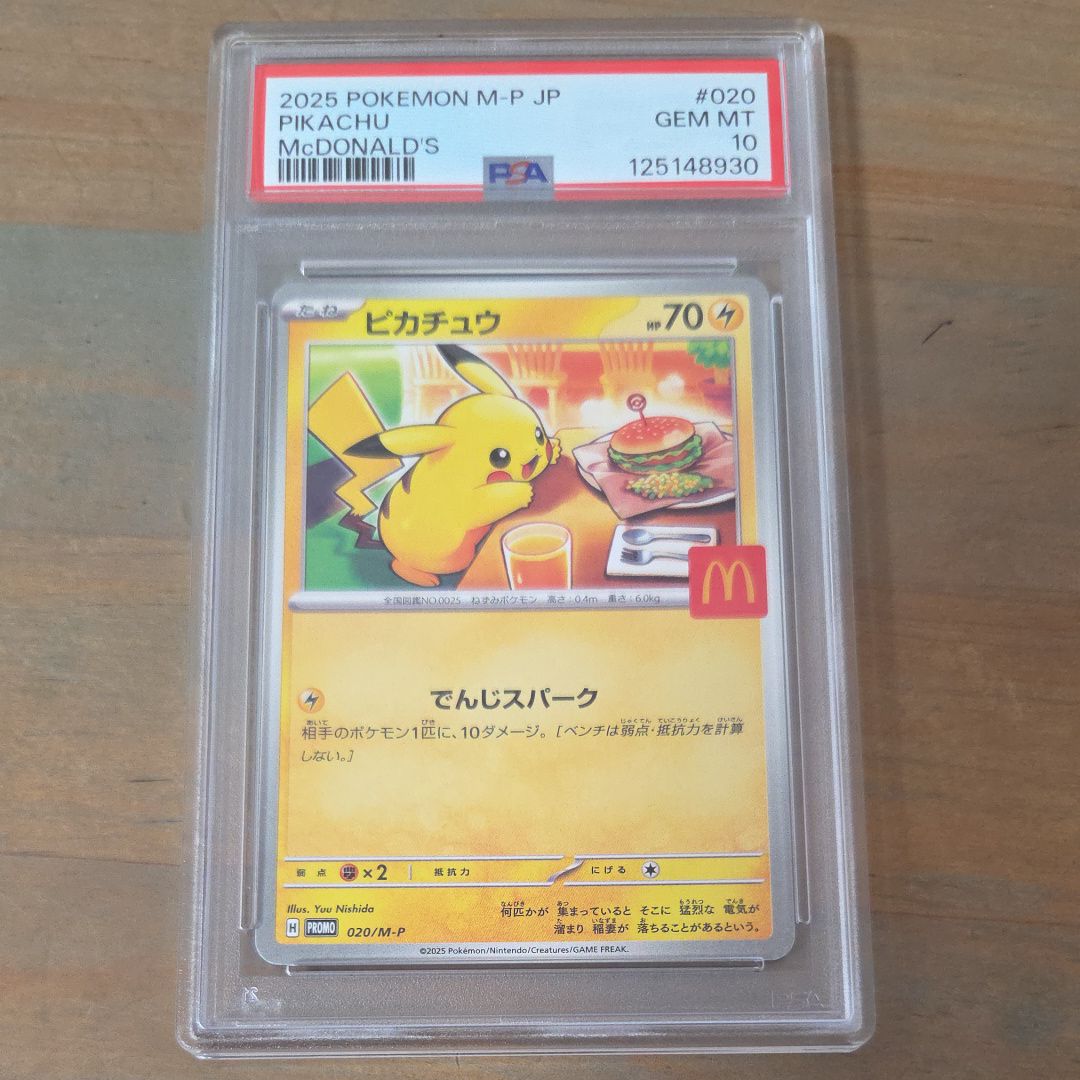 2025 POKEMON M-P JP #020
PIKACHU GEM MT
McDONALD'S 10
PSA 125148930
たね ピカチュウ HP70
全国図鑑NO.0025 ねずみポケモン 高さ:0.4m 重さ:6.0kg
でんじスパーク
相手のポケモン1匹に、10ダメージ。[ベンチは弱点・抵抗力を計算
しない。]
弱点 ×2 抵抗力 にげる
Illus. Yuu Nishida
何匹かが 集まっていると そこに 猛烈な 電気が
溜まり 稲妻が 落ちることがあるという。
H PROMO 020/M-P
©2025 Pokémon/Nintendo/Creatures/GAME FREAK.
PSA